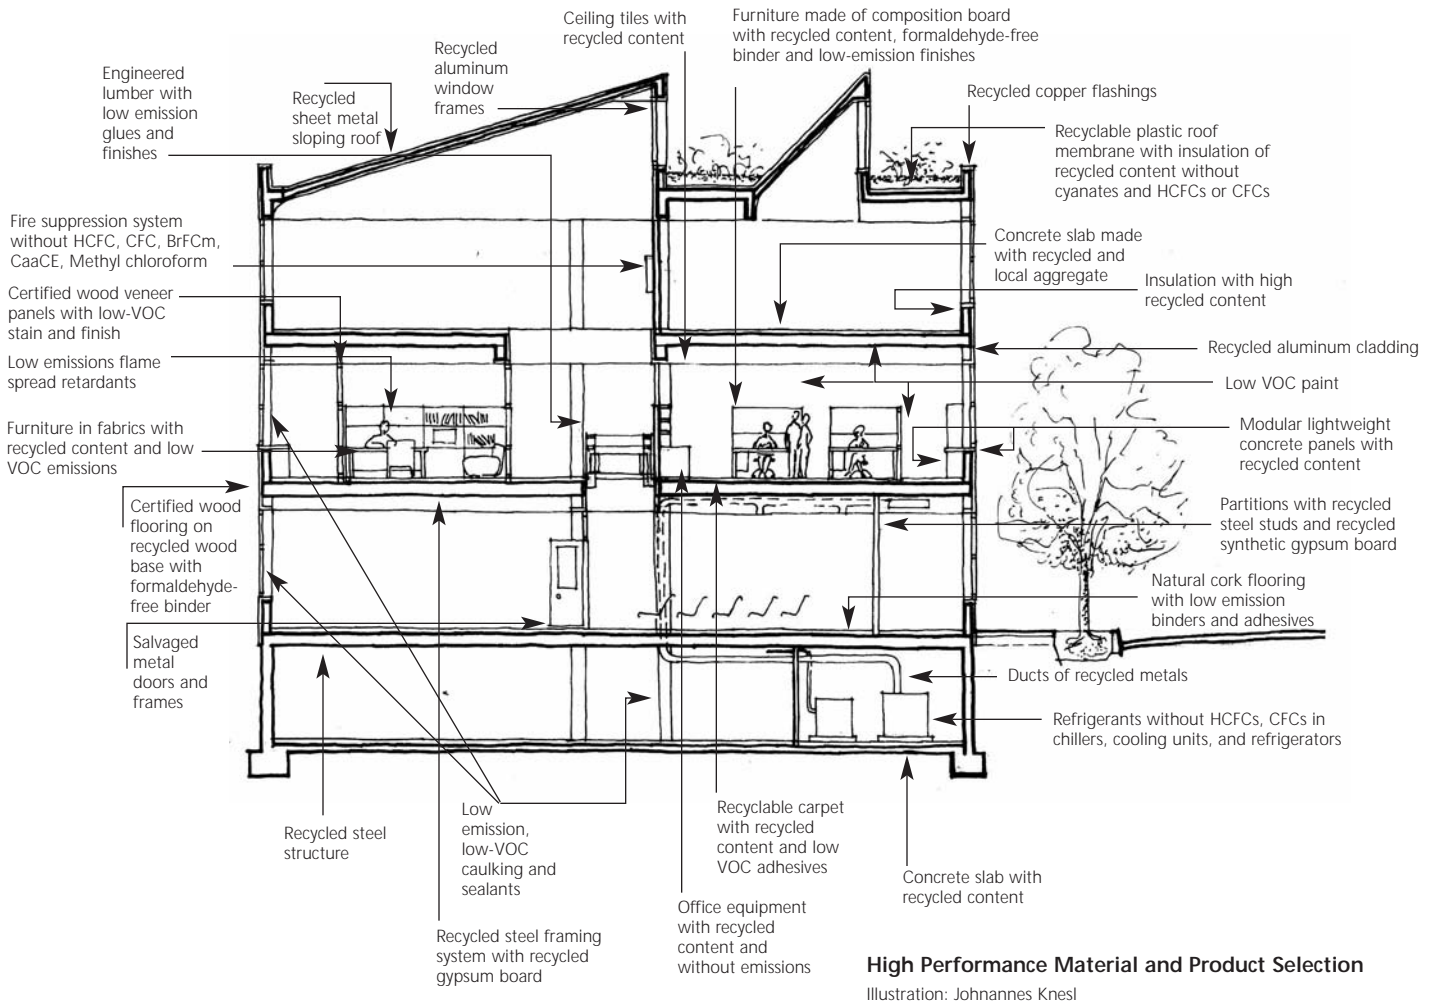 Ceiling tiles with
recycled content
Furniture made of composition board
with recycled content, formaldehyde-free
binder and low-emission finishes
Recycled
aluminum
window
frames
Engineered
lumber with
low emission
glues and
finishes
Recycled
sheet metal
sloping roof
Recycled copper flashings
Recyclable plastic roof
membrane with insulation of
recycled content without
cyanates and HCFCs or CFCs
Fire suppression system
without HCFC, CFC, BrFCm,
CaaCE, Methyl chloroform
Concrete slab made
with recycled and
local aggregate
Insulation with high
recycled content
Certified wood veneer
panels with low-VOC
stain and finish
Recycled aluminum cladding
Low emissions flame
spread retardants
Low VOC paint
Furniture in fabrics with
recycled content and low
VOC emissions
Modular lightweight
concrete panels with
recycled content
Certified wood
flooring on
recycled wood
base with
formaldehyde-
free binder
Partitions with recycled
steel studs and recycled
synthetic gypsum board
Natural cork flooring
with low emission
binders and adhesives
Salvaged
metal
doors and
frames
Ducts of recycled metals
Refrigerants without HCFCs, CFCs in
chillers, cooling units, and refrigerators
Recycled steel
structure
Low
emission,
low-VOC
caulking and
sealants
Recyclable carpet
with recycled
content and low
VOC adhesives
Concrete slab with
recycled content
Office equipment
with recycled
content and
without emissions
Recycled steel framing
system with recycled
gypsum board
High Performance Material and Product Selection
Illustration: Johnannes Knesl